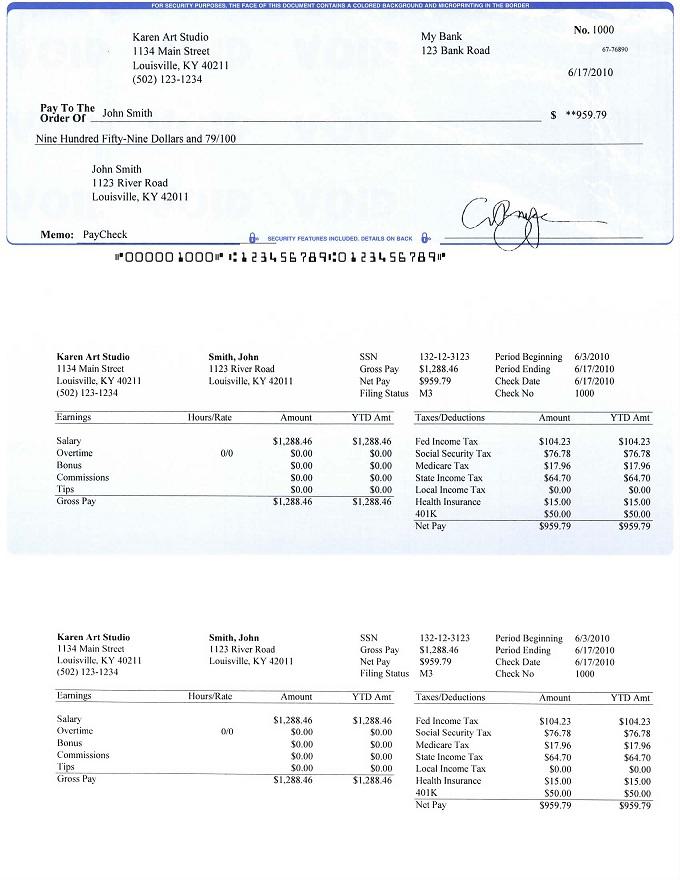 FOR SECURITY PURPOSES, THE FACE OF THIS DOCUMENT CONTAINS A COLORED BACKGROUND AND MICROPRINTING IN THE BORDER
Karen Art Studio
1134 Main Street
Louisville, KY 40211
(502) 123-1234
My Bank
123 Bank Road
No. 1000
67-76890
6/17/2010
Pay To The
Order Of John Smith $ **959.79
Nine Hundred Fifty-Nine Dollars and 79/100
John Smith
1123 River Road
Louisville, KY 42011
Memo: PayCheck
SECURITY FEATURES INCLUDED. DETAILS ON BACK
⑈00000 1000⑈ ⑆123456789⑆0123456789⑈
Karen Art Studio Smith, John SSN 132-12-3123 Period Beginning 6/3/2010
1134 Main Street 1123 River Road Gross Pay $1,288.46 Period Ending 6/17/2010
Louisville, KY 40211 Louisville, KY 42011 Net Pay $959.79 Check Date 6/17/2010
(502) 123-1234 Filing Status M3 Check No 1000
Earnings Hours/Rate Amount YTD Amt Taxes/Deductions Amount YTD Amt
Salary $1,288.46 $1,288.46 Fed Income Tax $104.23 $104.23
Overtime 0/0 $0.00 $0.00 Social Security Tax $76.78 $76.78
Bonus $0.00 $0.00 Medicare Tax $17.96 $17.96
Commissions $0.00 $0.00 State Income Tax $64.70 $64.70
Tips $0.00 $0.00 Local Income Tax $0.00 $0.00
Gross Pay $1,288.46 $1,288.46 Health Insurance $15.00 $15.00
401K $50.00 $50.00
Net Pay $959.79 $959.79
Karen Art Studio Smith, John SSN 132-12-3123 Period Beginning 6/3/2010
1134 Main Street 1123 River Road Gross Pay $1,288.46 Period Ending 6/17/2010
Louisville, KY 40211 Louisville, KY 42011 Net Pay $959.79 Check Date 6/17/2010
(502) 123-1234 Filing Status M3 Check No 1000
Earnings Hours/Rate Amount YTD Amt Taxes/Deductions Amount YTD Amt
Salary $1,288.46 $1,288.46 Fed Income Tax $104.23 $104.23
Overtime 0/0 $0.00 $0.00 Social Security Tax $76.78 $76.78
Bonus $0.00 $0.00 Medicare Tax $17.96 $17.96
Commissions $0.00 $0.00 State Income Tax $64.70 $64.70
Tips $0.00 $0.00 Local Income Tax $0.00 $0.00
Gross Pay $1,288.46 $1,288.46 Health Insurance $15.00 $15.00
401K $50.00 $50.00
Net Pay $959.79 $959.79